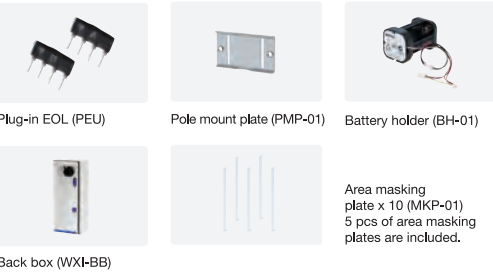 Plug-in EOL (PEU)
Pole mount plate (PMP-01)
Battery holder (BH-01)
Area masking
plate x 10 (MKP-01)
5 pcs of area masking
plates are included.
Back box (WXI-BB)